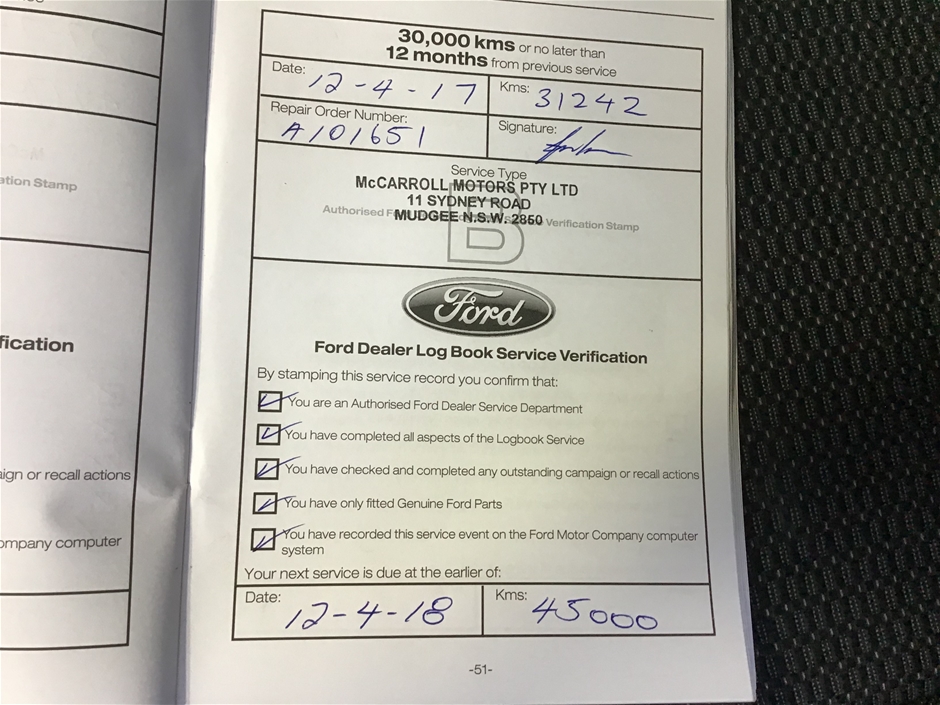 ation Stamp
fication
ign or recall actions
ompany computer
30,000 kms or no later than
12 months from previous service
Date: 12-4-17
Kms: 31242
Repair Order Number:
A101651
Signature:
Service Type
B
McCARROLL MOTORS PTY LTD
11 SYDNEY ROAD
MUDGEE N.S.W. 2850
Authorised F Verification Stamp
Ford
Ford Dealer Log Book Service Verification
By stamping this service record you confirm that:
You are an Authorised Ford Dealer Service Department
You have completed all aspects of the Logbook Service
You have checked and completed any outstanding campaign or recall actions
You have only fitted Genuine Ford Parts
You have recorded this service event on the Ford Motor Company computer
system
Your next service is due at the earlier of:
Date: 12-4-18
Kms: 45000
-51-